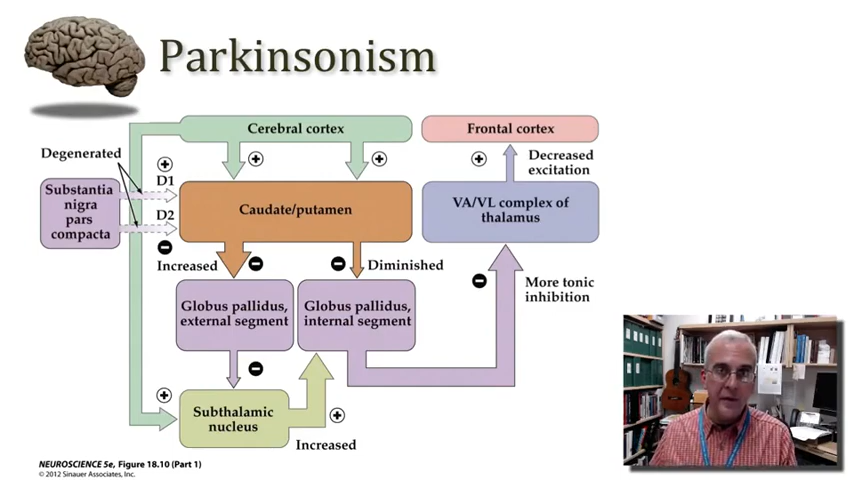 Parkinsonism
Cerebral cortex
Frontal cortex
Degenerated
+
+
+
+
Decreased
excitation
D1
Substantia
nigra
pars
compacta
D2
Caudate/putamen
VA/VL complex of
thalamus
−
Increased
−
−
Diminished
−
More tonic
inhibition
Globus pallidus,
external segment
Globus pallidus,
internal segment
−
+
Subthalamic
nucleus
+
Increased
NEUROSCIENCE 5e, Figure 18.10 (Part 1)
© 2012 Sinauer Associates, Inc.